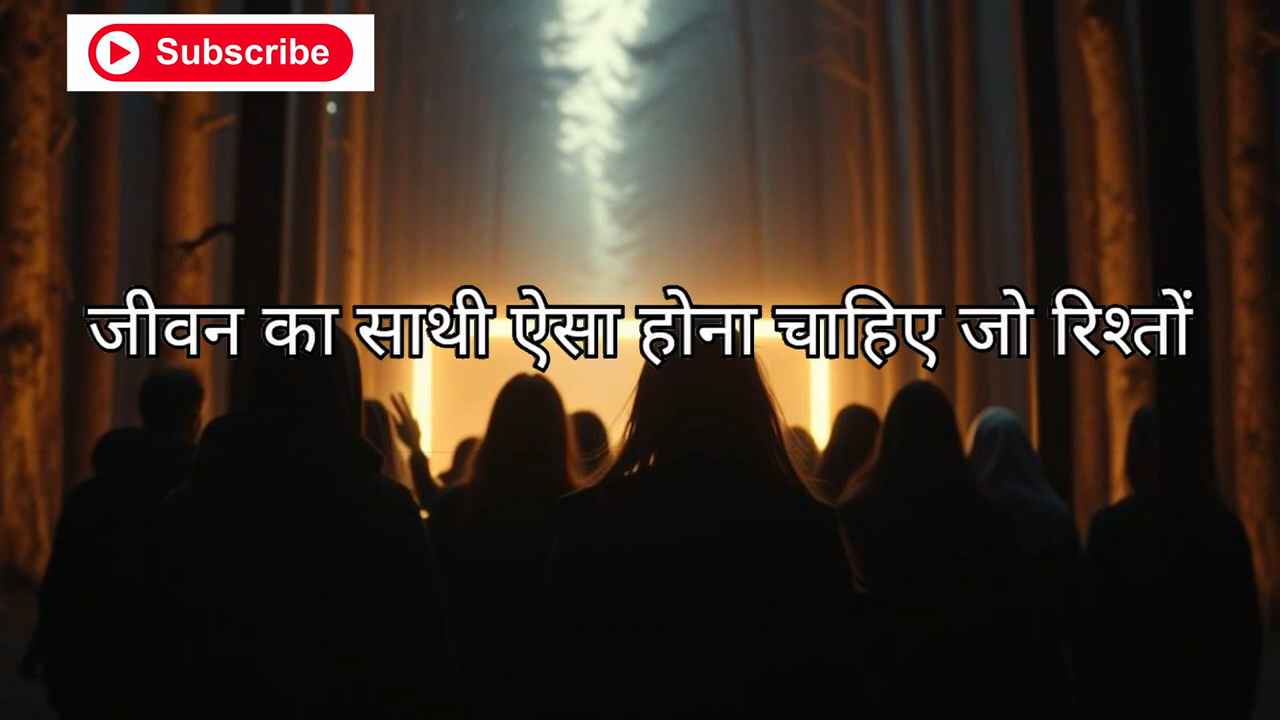 Subscribe
जीवन का साथी ऐसा होना चाहिए जो रिश्तों